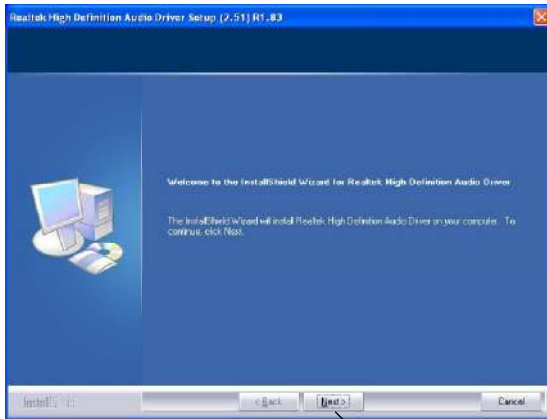 Realtek High Definition Audio Driver Setup (2.51) R1.83
Welcome to the InstallShield Wizard for Realtek High Definition Audio Driver
The InstallShield Wizard will install Realtek High Definition Audio Driver on your computer. To
continue, click Next.
InstallShield
< Back
Next >
Cancel